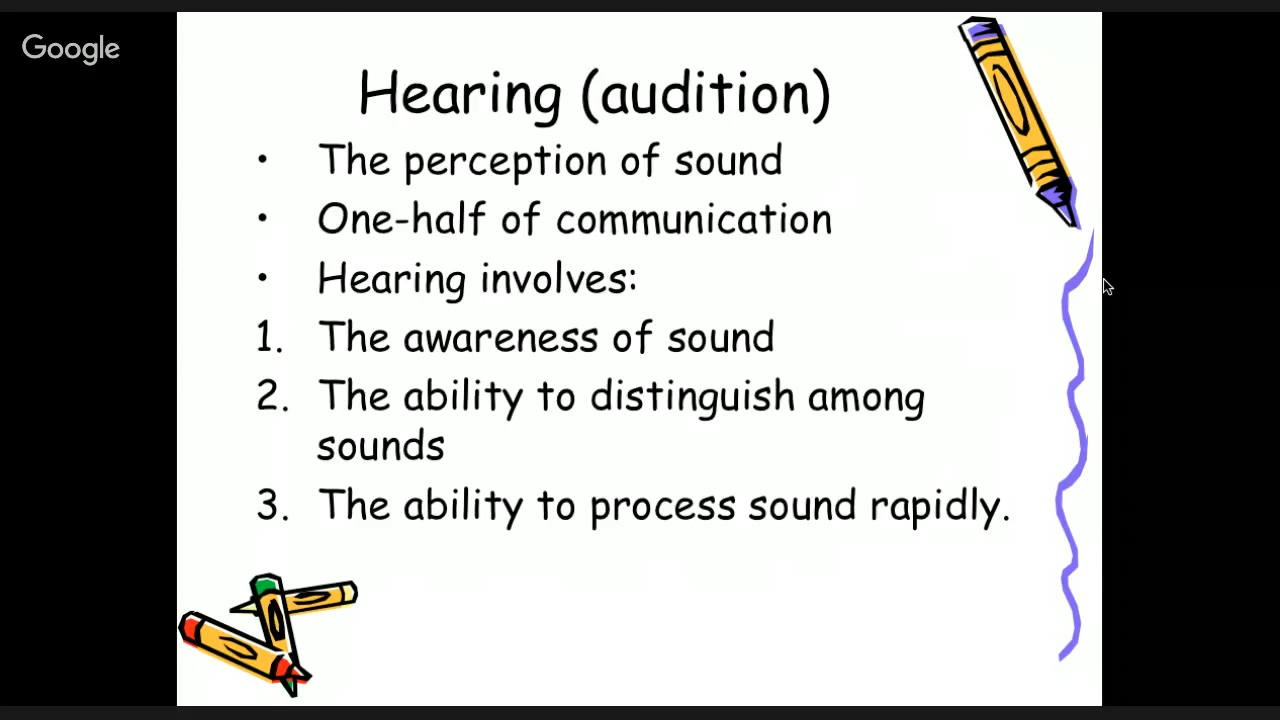 Google
Hearing (audition)
• The perception of sound
• One-half of communication
• Hearing involves:
1. The awareness of sound
2. The ability to distinguish among
sounds
3. The ability to process sound rapidly.